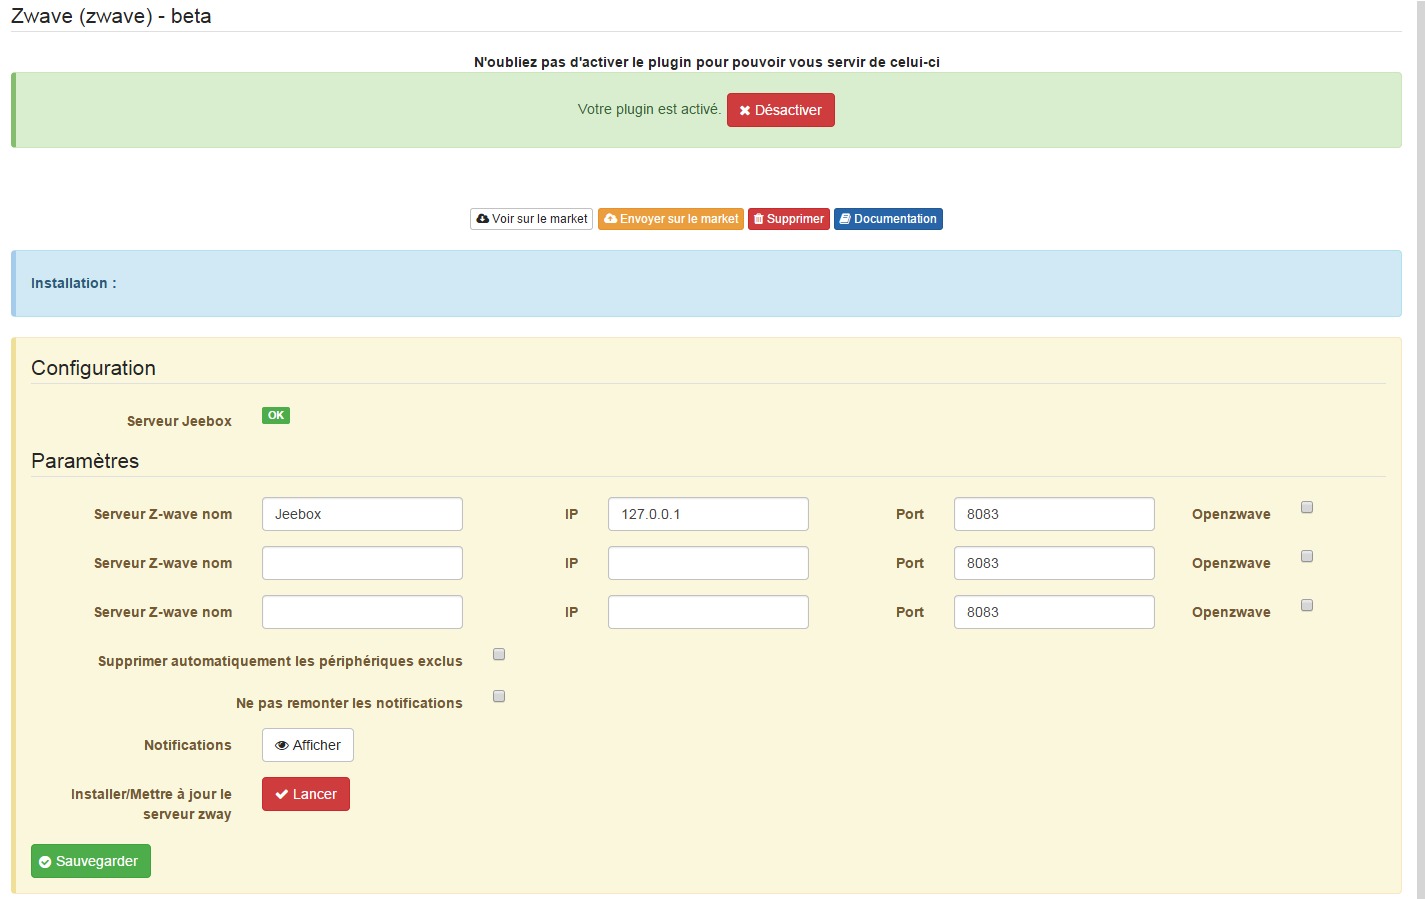 Zwave (zwave) - beta
N'oubliez pas d'activer le plugin pour pouvoir vous servir de celui-ci
Votre plugin est activé. Désactiver
Voir sur le market Envoyer sur le market Supprimer Documentation
Installation :
Configuration
Serveur Jeebox OK
Paramètres
Serveur Z-wave nom Jeebox IP 127.0.0.1 Port 8083 Openzwave
Serveur Z-wave nom IP Port 8083 Openzwave
Serveur Z-wave nom IP Port 8083 Openzwave
Supprimer automatiquement les périphériques exclus
Ne pas remonter les notifications
Notifications Afficher
Installer/Mettre à jour le Lancer
serveur zway
Sauvegarder